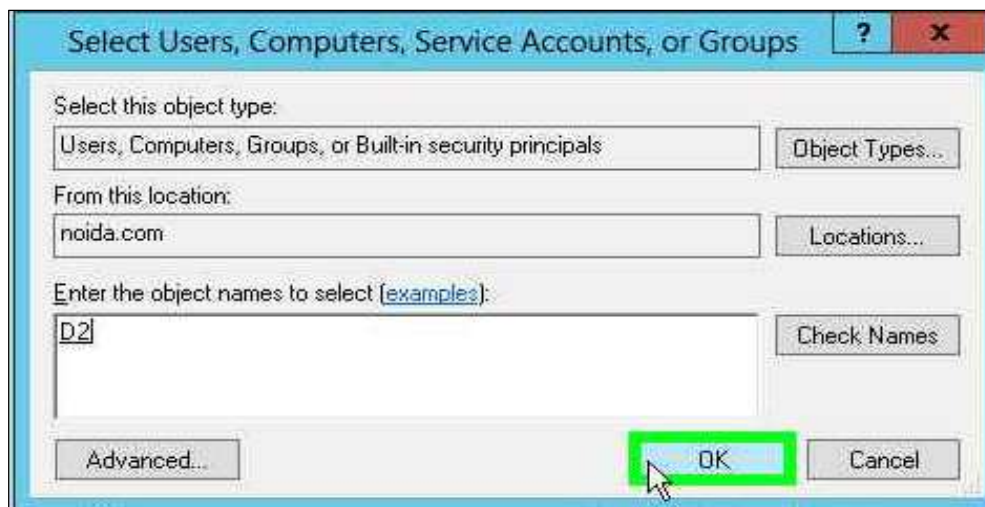 Select Users, Computers, Service Accounts, or Groups ? x
Select this object type:
Users, Computers, Groups, or Built-in security principals Object Types...
From this location:
noida.com Locations...
Enter the object names to select (examples):
D2 Check Names
Advanced... OK Cancel